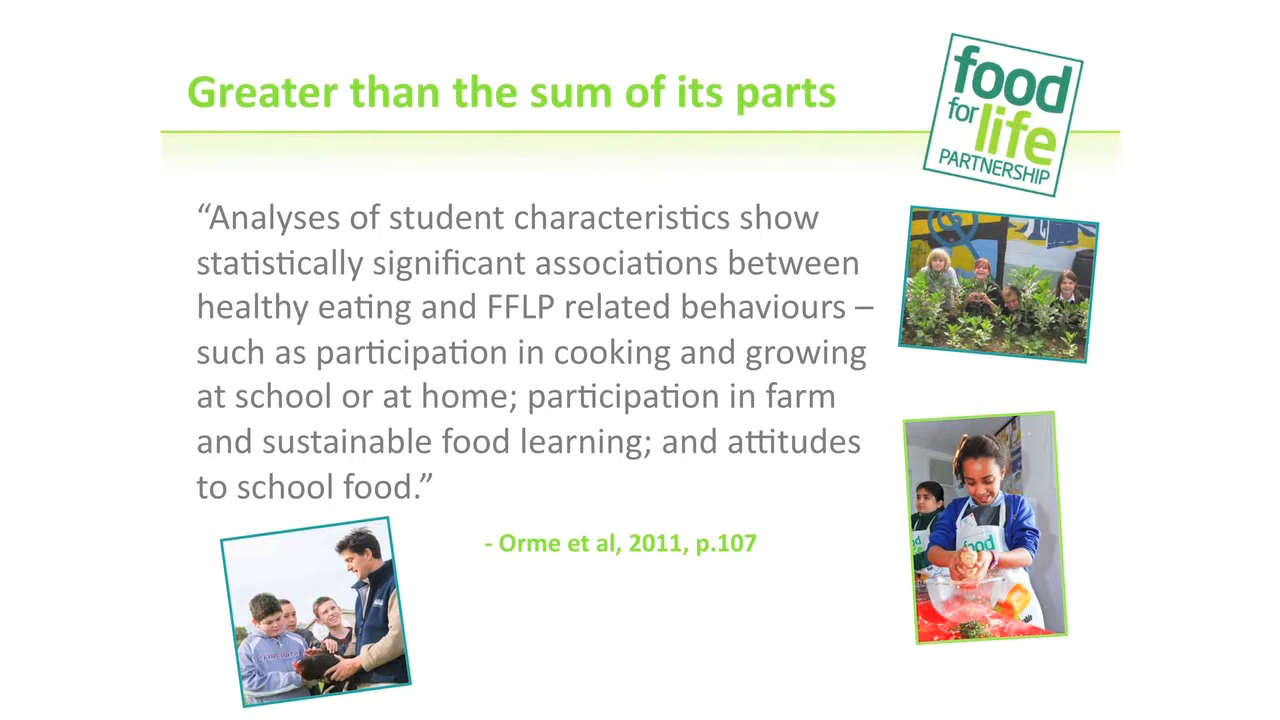 Greater than the sum of its parts
food
for
life
PARTNERSHIP
“Analyses of student characteristics show
statistically significant associations between
healthy eating and FFLP related behaviours –
such as participation in cooking and growing
at school or at home; participation in farm
and sustainable food learning; and attitudes
to school food.”
- Orme et al, 2011, p.107
food